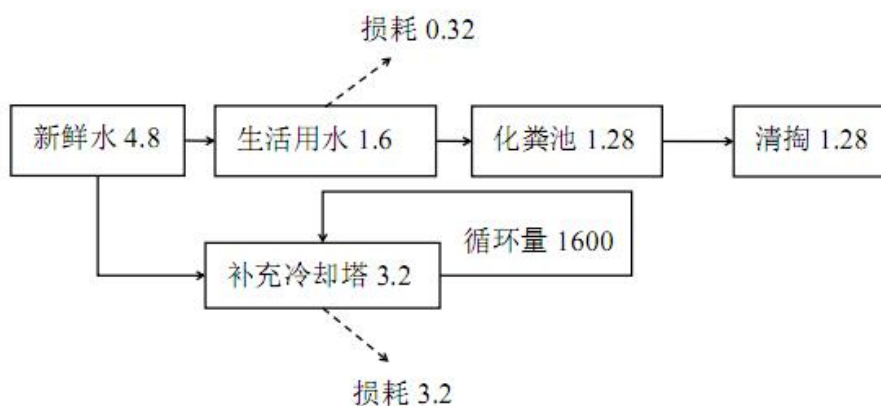 损耗 0.32
新鲜水 4.8
生活用水 1.6
化粪池 1.28
清掏 1.28
循环量 1600
补充冷却塔 3.2
损耗 3.2